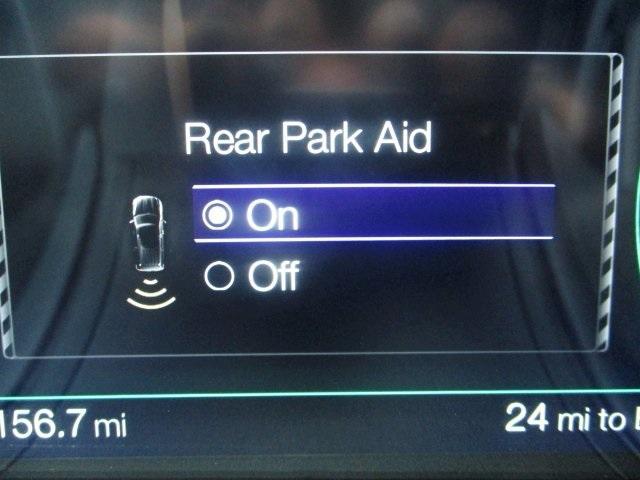 Rear Park Aid
On
Off
156.7 mi
24 mi to